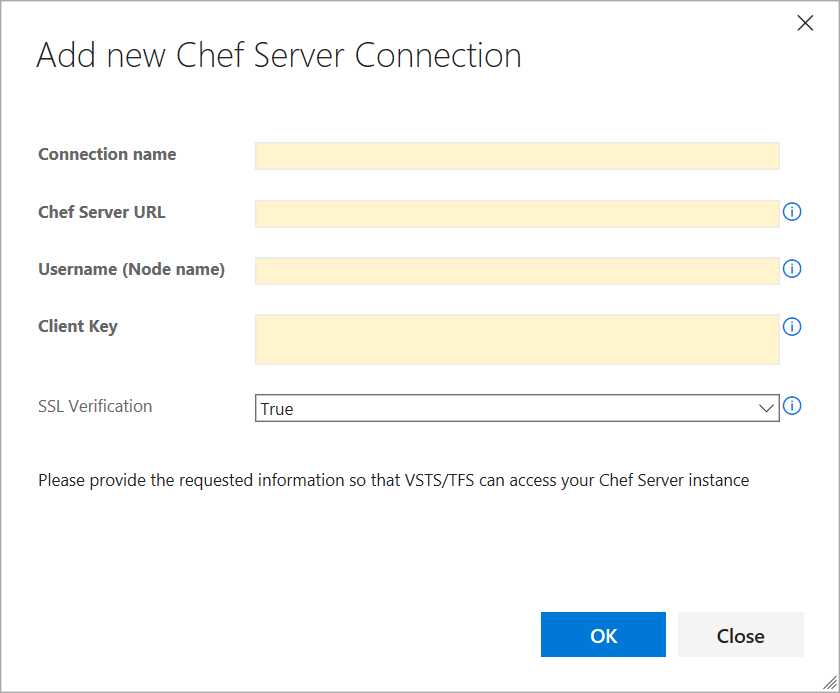 Add new Chef Server Connection
Connection name
Chef Server URL
Username (Node name)
Client Key
SSL Verification
True
Please provide the requested information so that VSTS/TFS can access your Chef Server instance
OK
Close